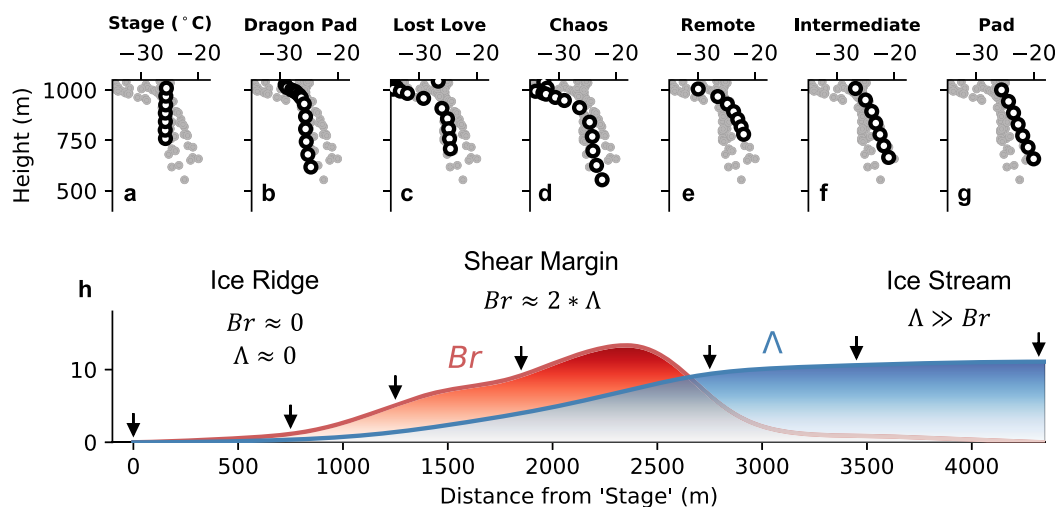 Stage (°C) Dragon Pad Lost Love Chaos Remote Intermediate Pad
−30 −20 −30 −20 −30 −20 −30 −20 −30 −20 −30 −20 −30 −20
Height (m)
1000
750
500
a b c d e f g
h
Ice Ridge
Br ≈ 0
Λ ≈ 0
Shear Margin
Br ≈ 2 * Λ
Ice Stream
Λ ≫ Br
Br
Λ
10
0
0 500 1000 1500 2000 2500 3000 3500 4000
Distance from 'Stage' (m)